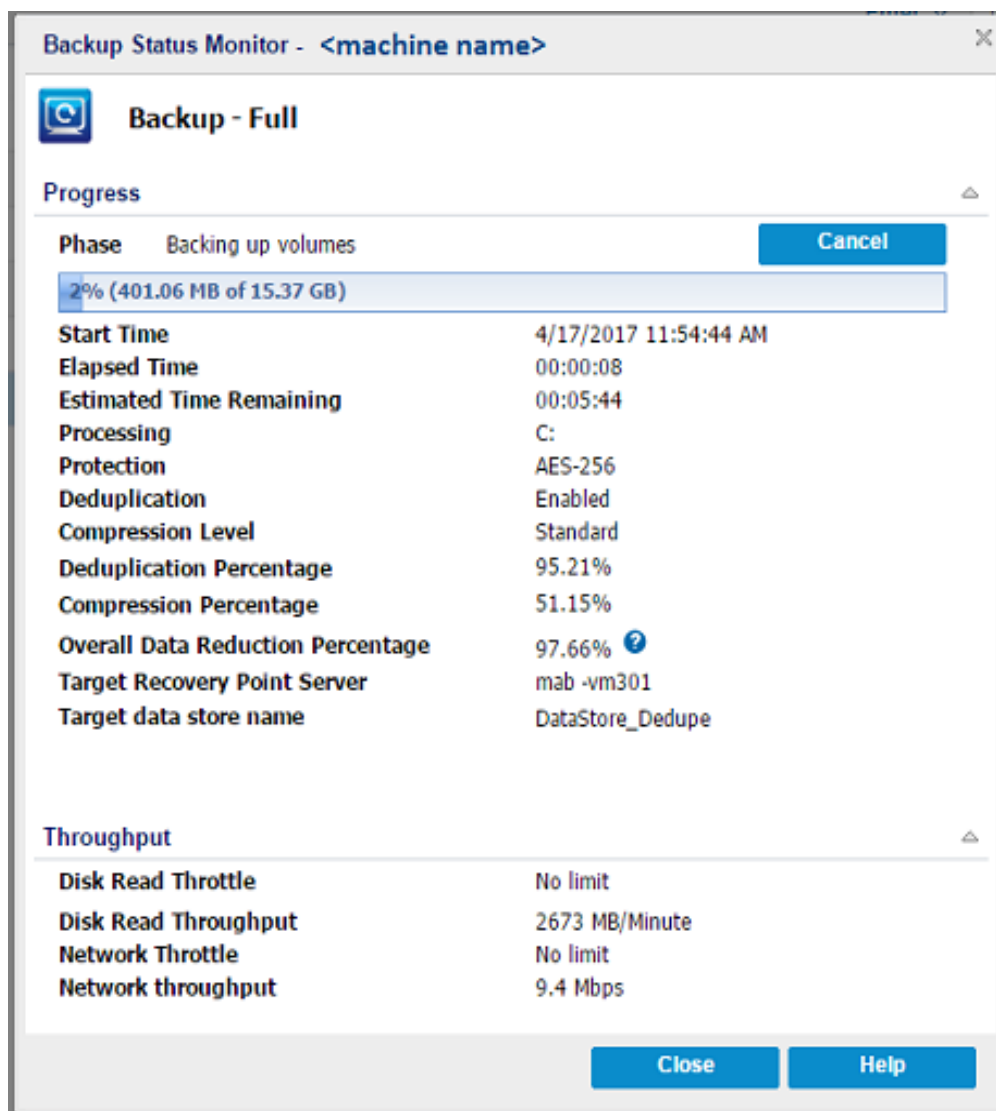 Backup Status Monitor - <machine name>
Backup - Full
Progress
Phase Backing up volumes Cancel
2% (401.06 MB of 15.37 GB)
Start Time 4/17/2017 11:54:44 AM
Elapsed Time 00:00:08
Estimated Time Remaining 00:05:44
Processing C:
Protection AES-256
Deduplication Enabled
Compression Level Standard
Deduplication Percentage 95.21%
Compression Percentage 51.15%
Overall Data Reduction Percentage 97.66% ?
Target Recovery Point Server mab -vm301
Target data store name DataStore_Dedupe
Throughput
Disk Read Throttle No limit
Disk Read Throughput 2673 MB/Minute
Network Throttle No limit
Network throughput 9.4 Mbps
Close Help